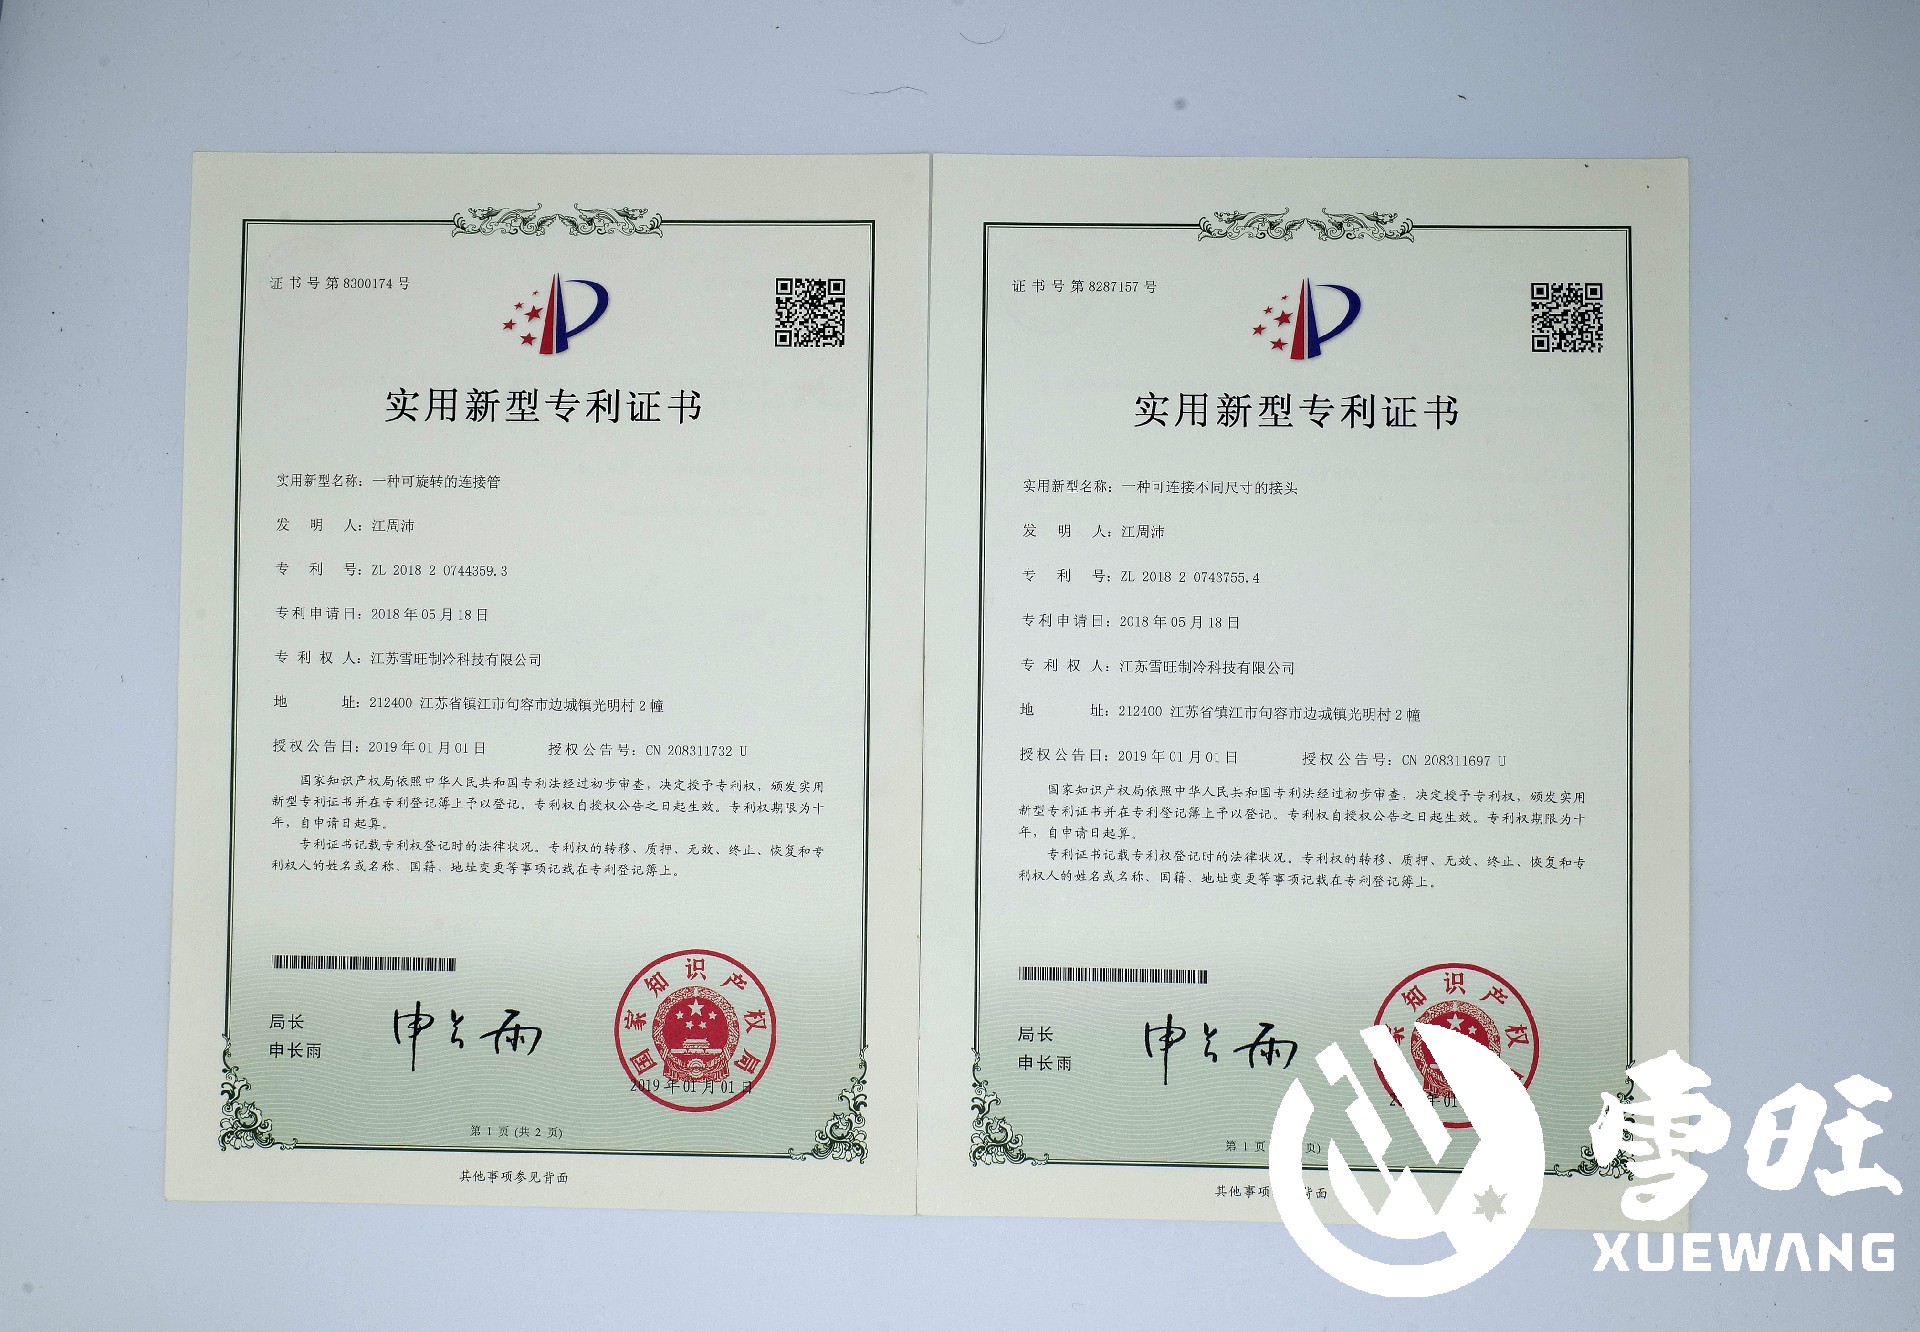 证书号第8300174号
实用新型专利证书
实用新型名称：一种可旋转的连接管
发明人：江周沛
专利号：ZL 2018 2 0744359.3
专利申请日：2018年05月18日
专利权人：江苏雪旺制冷科技有限公司
地址：212400 江苏省镇江市句容市边城镇光明村2幢
授权公告日：2019年01月01日 授权公告号：CN 208311732 U
国家知识产权局依照中华人民共和国专利法经过初步审查，决定授予专利权，颁发实用
新型专利证书并在专利登记簿上予以登记。专利权自授权公告之日起生效。专利权期限为十
年，自申请日起算。
专利证书记载专利权登记时的法律状况。专利权的转移、质押、无效、终止、恢复和专
利权人的姓名或名称、国籍、地址变更等事项记载在专利登记簿上。
局长
申长雨
申长雨
国家知识产权局
2019年01月01日
第1页(共2页)
其他事项参见背面
证书号第8287157号
实用新型专利证书
实用新型名称：一种可连接不同尺寸的接头
发明人：江周沛
专利号：ZL 2018 2 0743755.4
专利申请日：2018年05月18日
专利权人：江苏雪旺制冷科技有限公司
地址：212400 江苏省镇江市句容市边城镇光明村2幢
授权公告日：2019年01月01日 授权公告号：CN 208311697 U
国家知识产权局依照中华人民共和国专利法经过初步审查，决定授予专利权，颁发实用
新型专利证书并在专利登记簿上予以登记。专利权自授权公告之日起生效。专利权期限为十
年，自申请日起算。
专利证书记载专利权登记时的法律状况。专利权的转移、质押、无效、终止、恢复和专
利权人的姓名或名称、国籍、地址变更等事项记载在专利登记簿上。
局长
申长雨
申长雨
家知识产权
年01
第1页 页)
其他事项 背面
雪旺
XUEWANG